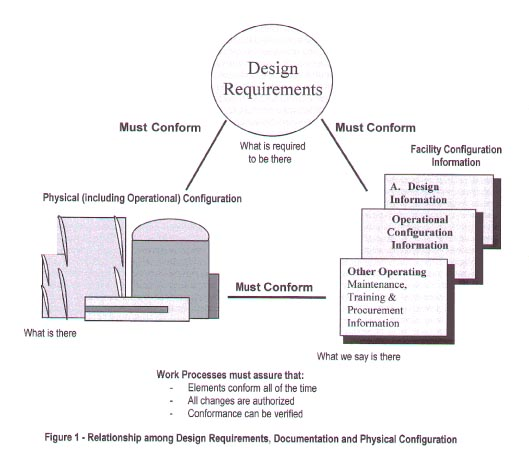 Design
Requirements
Must Conform
Must Conform
What is required
to be there
Facility Configuration
Information
Physical (including Operational) Configuration
A. Design
Information
Operational
Configuration
Information
Other Operating
Maintenance,
Training &
Procurement
Information
Must Conform
What is there
What we say is there
Work Processes must assure that:
- Elements conform all of the time
- All changes are authorized
- Conformance can be verified
Figure 1 - Relationship among Design Requirements, Documentation and Physical Configuration